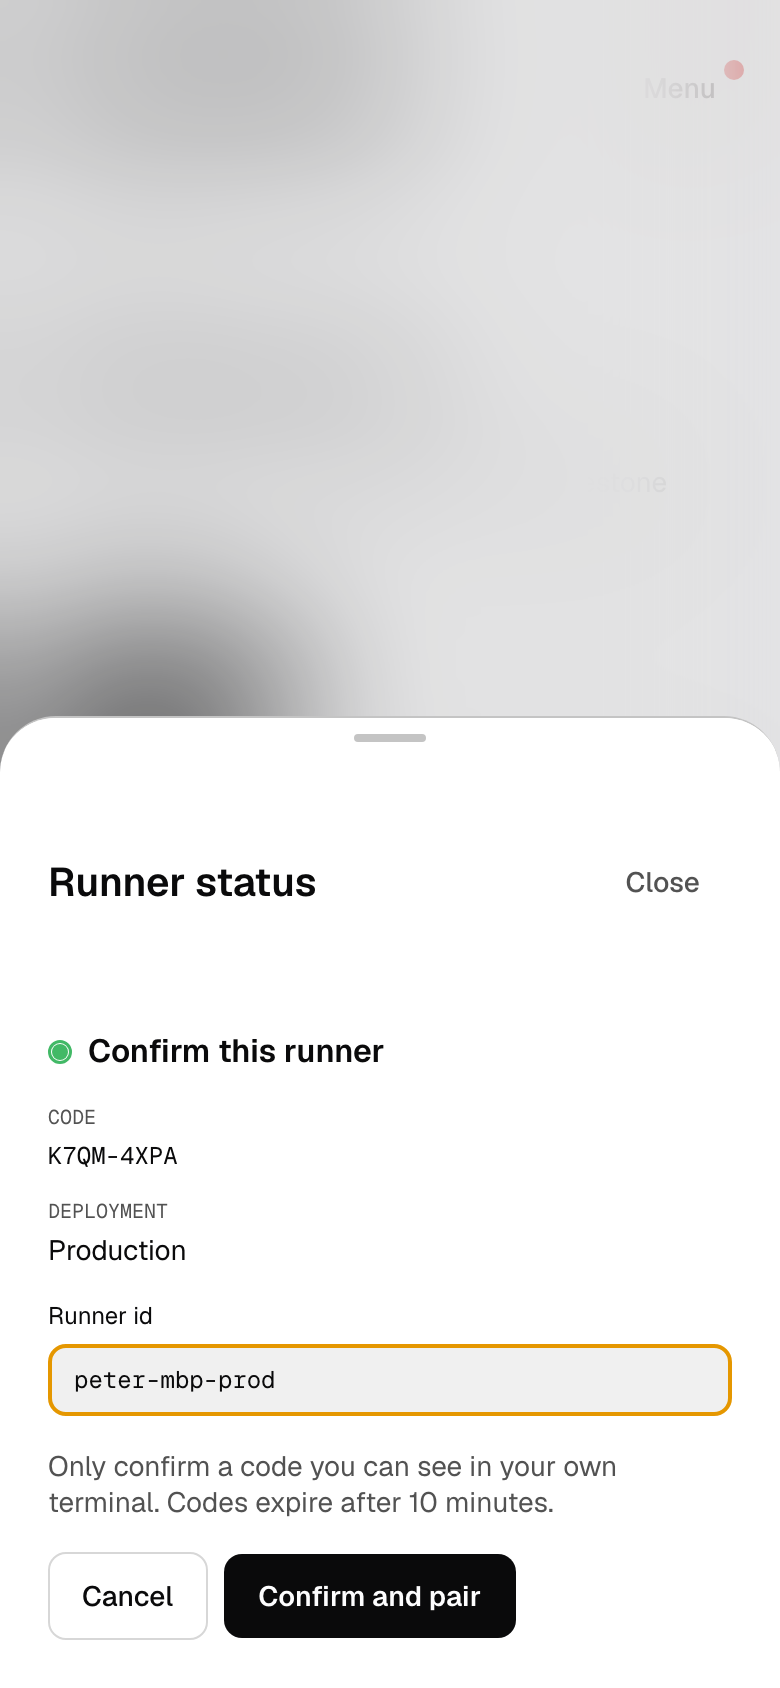 Menu
tone
Runner status
Close
Confirm this runner
CODE
K7QM-4XPA
DEPLOYMENT
Production
Runner id
peter-mbp-prod
Only confirm a code you can see in your own
terminal. Codes expire after 10 minutes.
Cancel
Confirm and pair